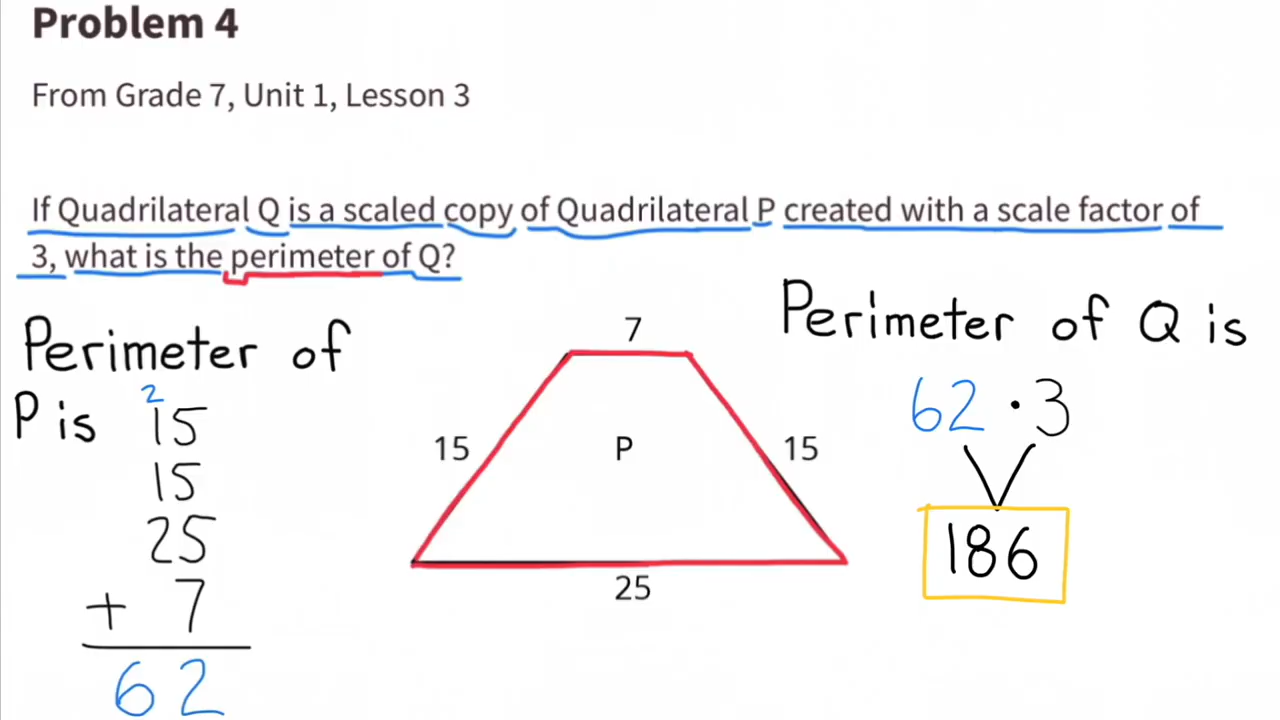 Problem 4
From Grade 7, Unit 1, Lesson 3
If Quadrilateral Q is a scaled copy of Quadrilateral P created with a scale factor of
3, what is the perimeter of Q?
Perimeter of
P is
2
15
15
25
+ 7
62
7
15
P
15
25
Perimeter of Q is
62 · 3
186